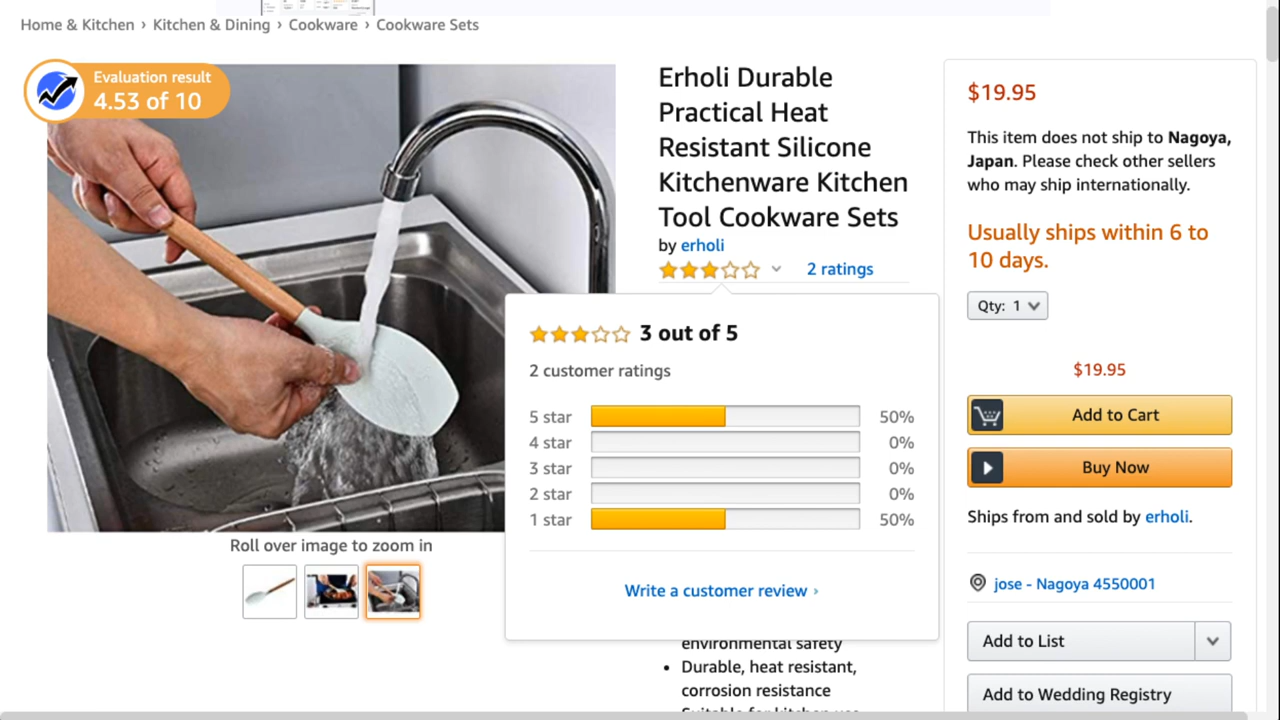 Home & Kitchen › Kitchen & Dining › Cookware › Cookware Sets
Evaluation result
4.53 of 10
Roll over image to zoom in
Erholi Durable
Practical Heat
Resistant Silicone
Kitchenware Kitchen
Tool Cookware Sets
by erholi
2 ratings
3 out of 5
2 customer ratings
5 star 50%
4 star 0%
3 star 0%
2 star 0%
1 star 50%
Write a customer review ›
environmental safety
• Durable, heat resistant,
corrosion resistance
$19.95
This item does not ship to Nagoya,
Japan. Please check other sellers
who may ship internationally.
Usually ships within 6 to
10 days.
Qty: 1
$19.95
Add to Cart
Buy Now
Ships from and sold by erholi.
jose - Nagoya 4550001
Add to List
Add to Wedding Registry